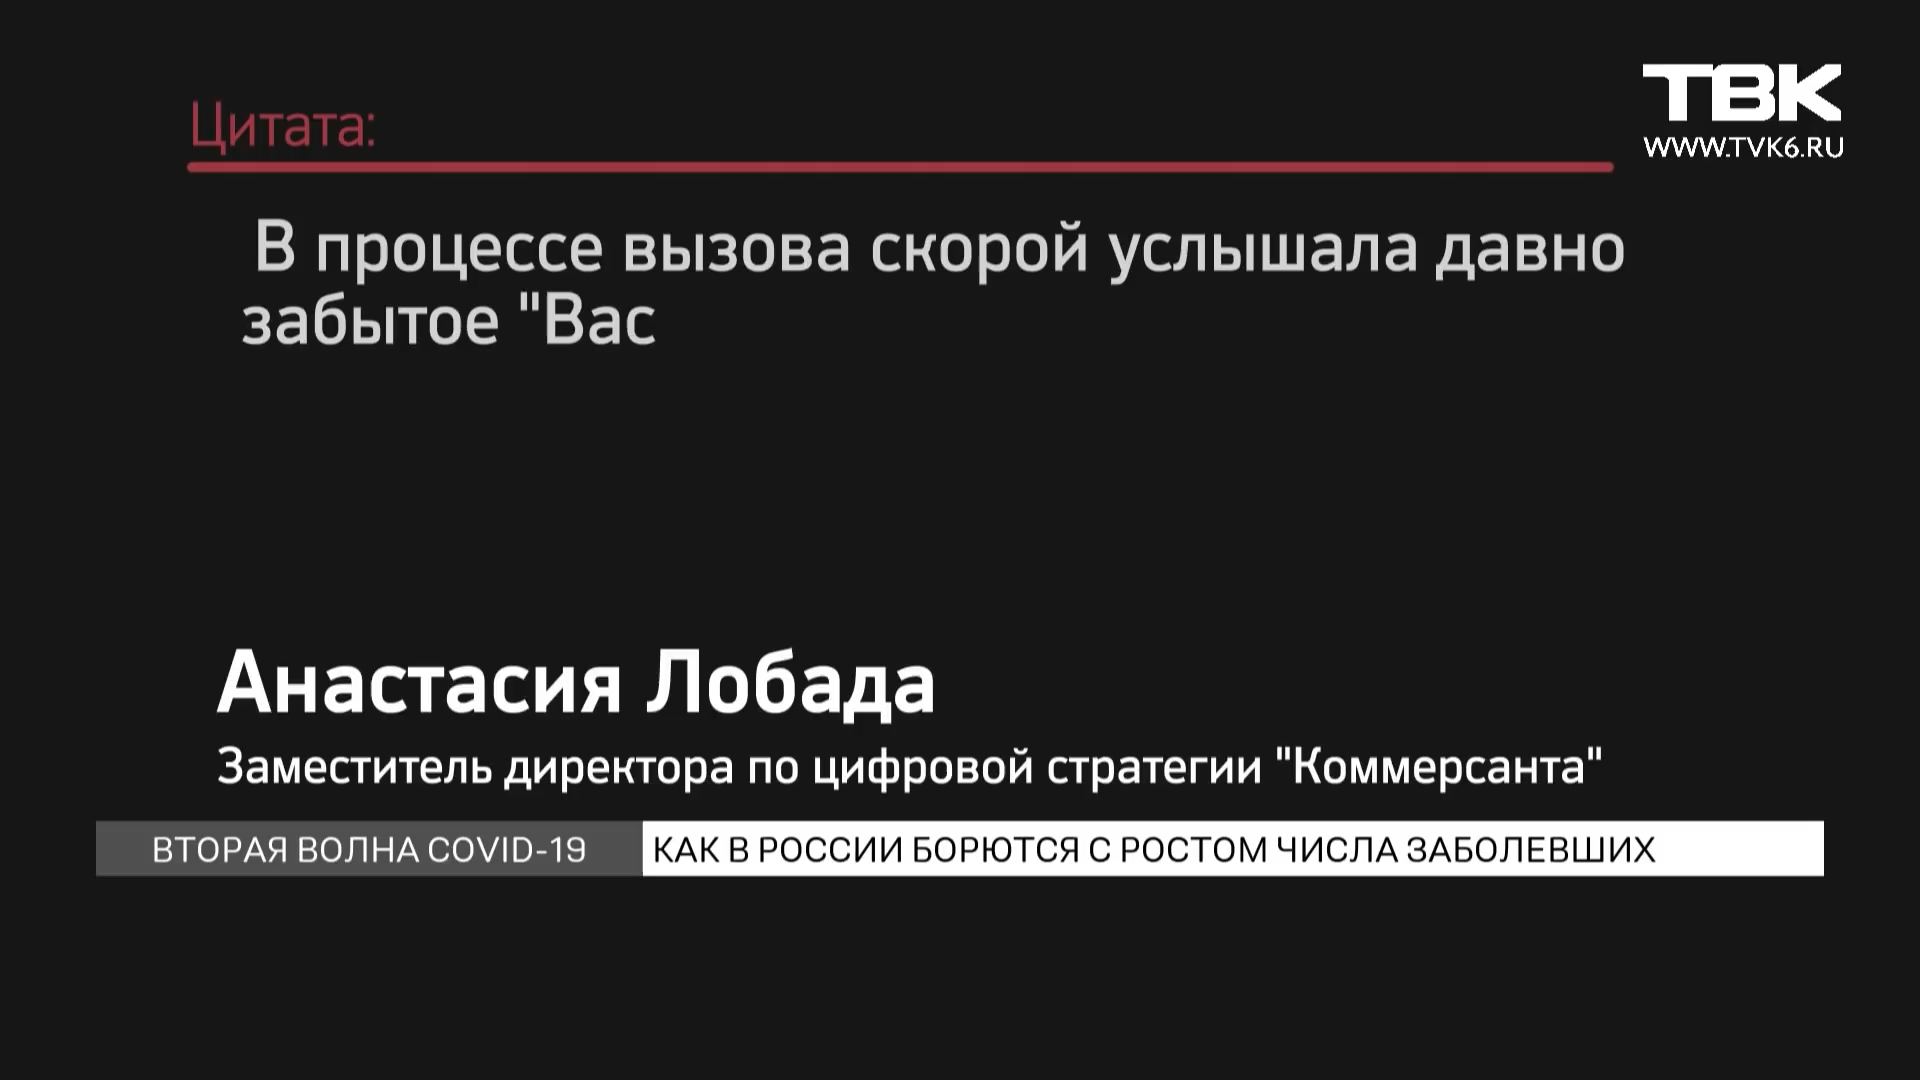 ТВК
WWW.TVK6.RU
Цитата:
В процессе вызова скорой услышала давно
забытое "Вас
Анастасия Лобада
Заместитель директора по цифровой стратегии "Коммерсанта"
ВТОРАЯ ВОЛНА COVID-19
КАК В РОССИИ БОРЮТСЯ С РОСТОМ ЧИСЛА ЗАБОЛЕВШИХ